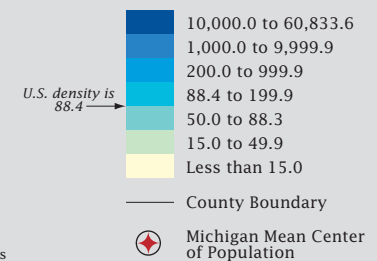 10,000.0 to 60,833.6
1,000.0 to 9,999.9
200.0 to 999.9
U.S. density is
88.4
88.4 to 199.9
50.0 to 88.3
15.0 to 49.9
Less than 15.0
County Boundary
Michigan Mean Center
of Population
s